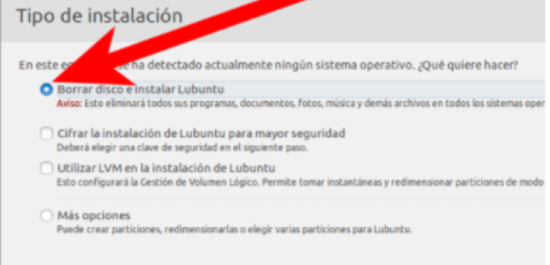 Tipo de instalación
En este se ha detectado actualmente ningún sistema operativo. ¿Qué quiere hacer?
Borrar disco e instalar Lubuntu
Aviso: Esto eliminará todos sus programas, documentos, fotos, música y demás archivos en todos los sistemas oper
Cifrar la instalación de Lubuntu para mayor seguridad
Deberá elegir una clave de seguridad en el siguiente paso.
Utilizar LVM en la instalación de Lubuntu
Esto configurará la Gestión de Volumen Lógico. Permite tomar instantáneas y redimensionar particiones de modo
Más opciones
Puede crear particiones, redimensionarlas o elegir varias particiones para Lubuntu.